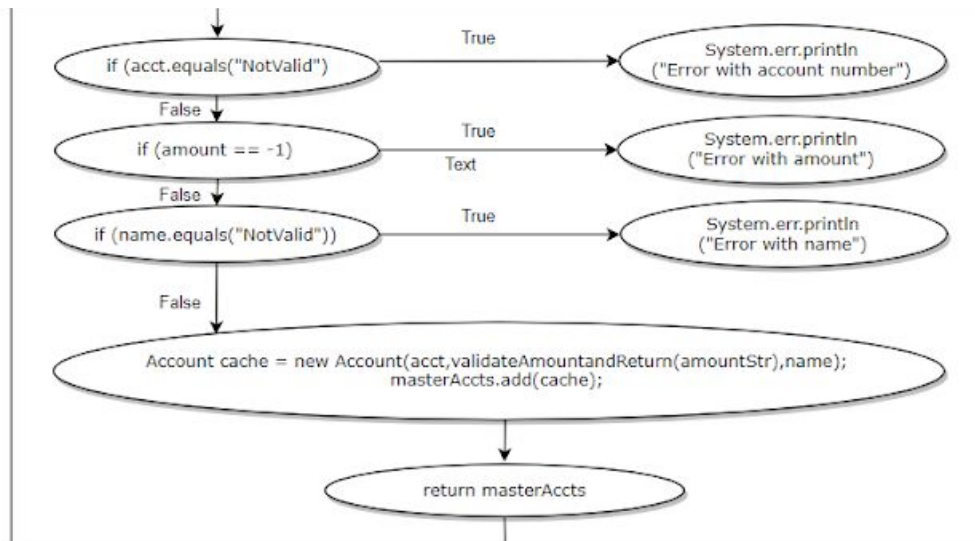 True
if (acct.equals("NotValid")
System.err.println
("Error with account number")
False
True
if (amount == -1)
System.err.println
("Error with amount")
Text
False
True
if (name.equals("NotValid"))
System.err.println
("Error with name")
False
Account cache = new Account(acct,validateAmountandReturn(amountStr),name);
masterAccts.add(cache);
return masterAccts